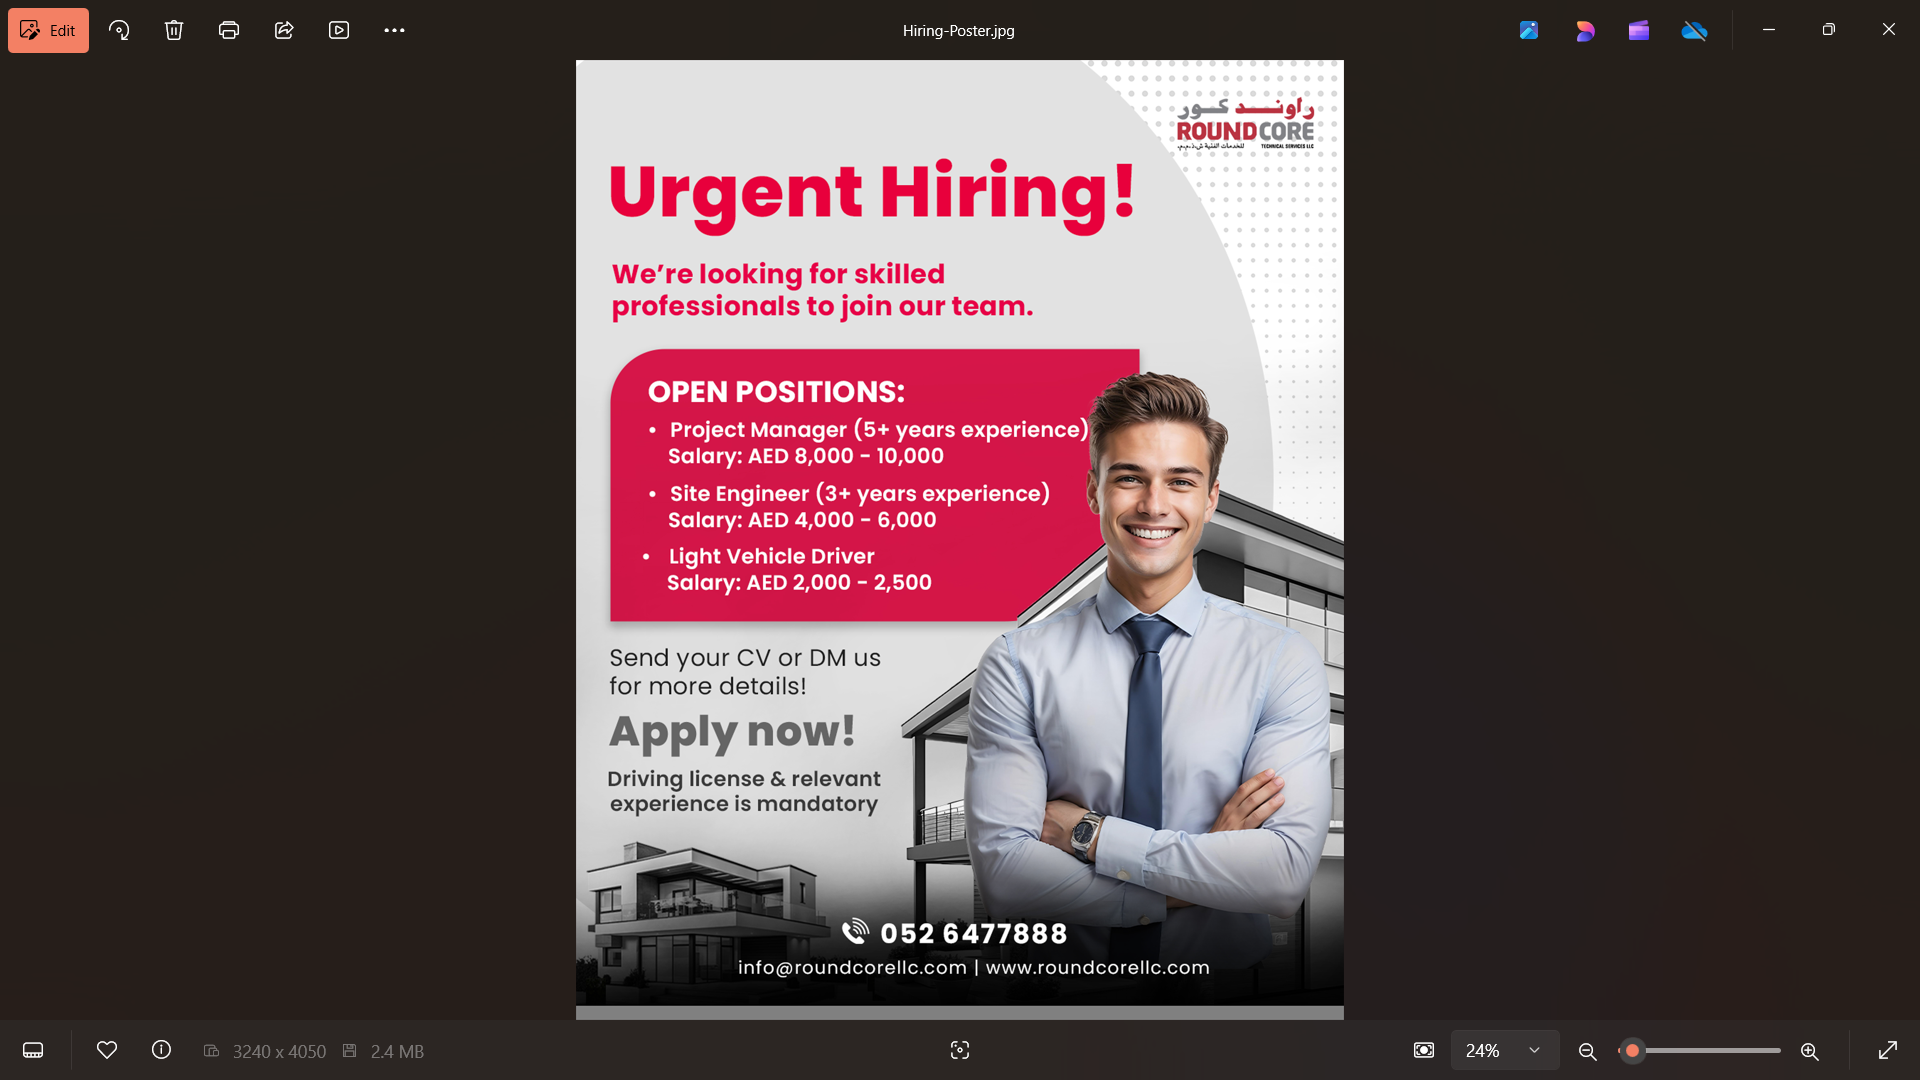 Edit
Hiring-Poster.jpg
راوند كور
ROUNDCORE
للخدمات الفنية ش.ذ.م.م. TECHNICAL SERVICES LLC
Urgent Hiring!
We’re looking for skilled
professionals to join our team.
OPEN POSITIONS:
• Project Manager (5+ years experience)
Salary: AED 8,000 - 10,000
• Site Engineer (3+ years experience)
Salary: AED 4,000 - 6,000
• Light Vehicle Driver
Salary: AED 2,000 - 2,500
Send your CV or DM us
for more details!
Apply now!
Driving license & relevant
experience is mandatory
052 6477888
info@roundcorellc.com | www.roundcorellc.com
3240 x 4050 2.4 MB
24%